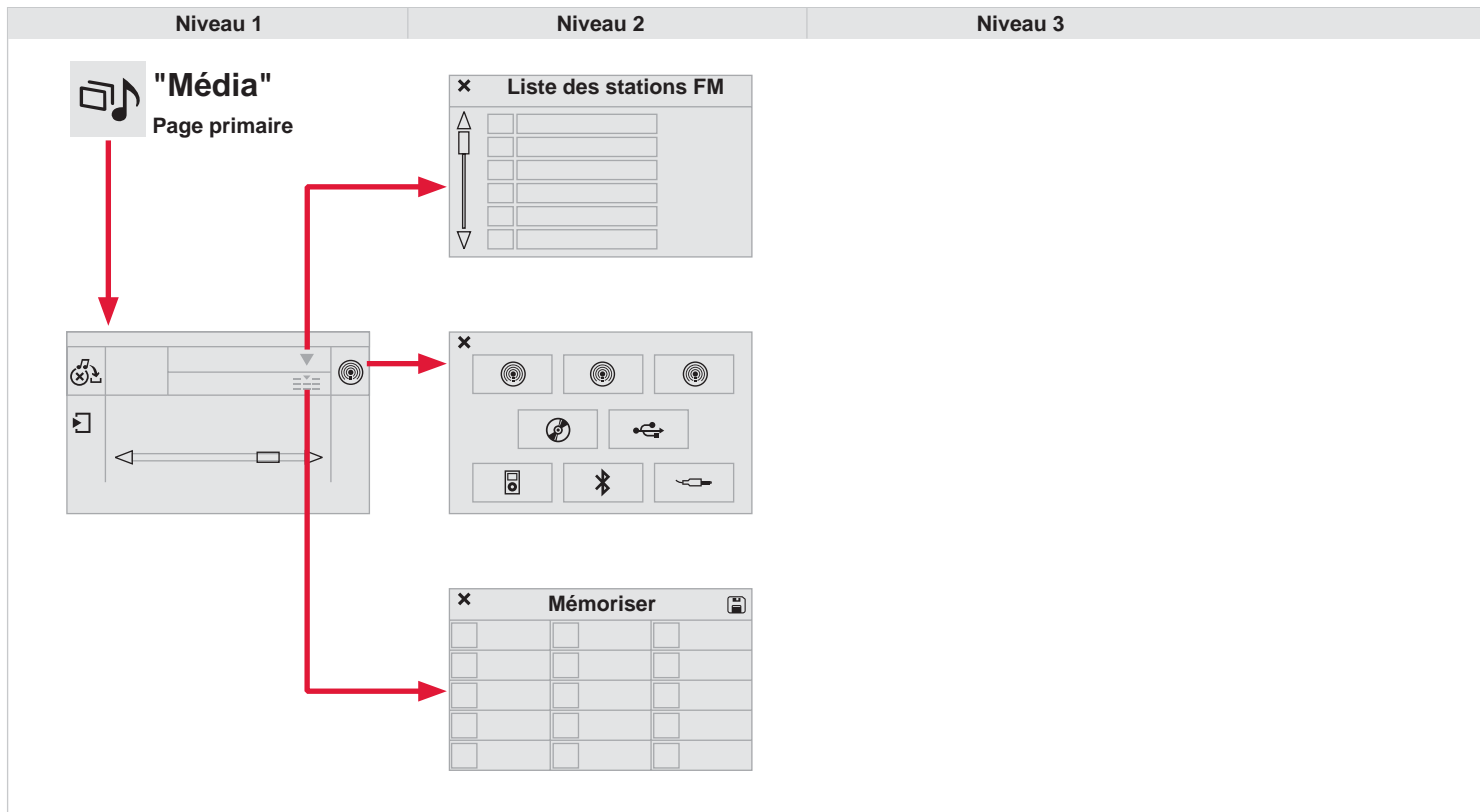 Niveau 1
Niveau 2
Niveau 3
"Média"
Page primaire
Liste des stations FM
Mémoriser